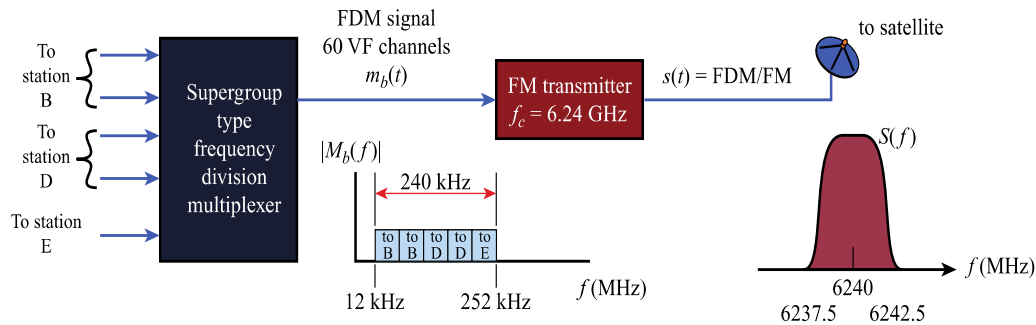 To
station
B
To
station
D
To station
E
Supergroup
type
frequency
division
multiplexer
FDM signal
60 VF channels
m_b(t)
FM transmitter
f_c = 6.24 GHz
s(t) = FDM/FM
to satellite
|M_b(f)|
240 kHz
to to to to to
B B D D E
f (MHz)
12 kHz 252 kHz
S(f)
f (MHz)
6240
6237.5 6242.5